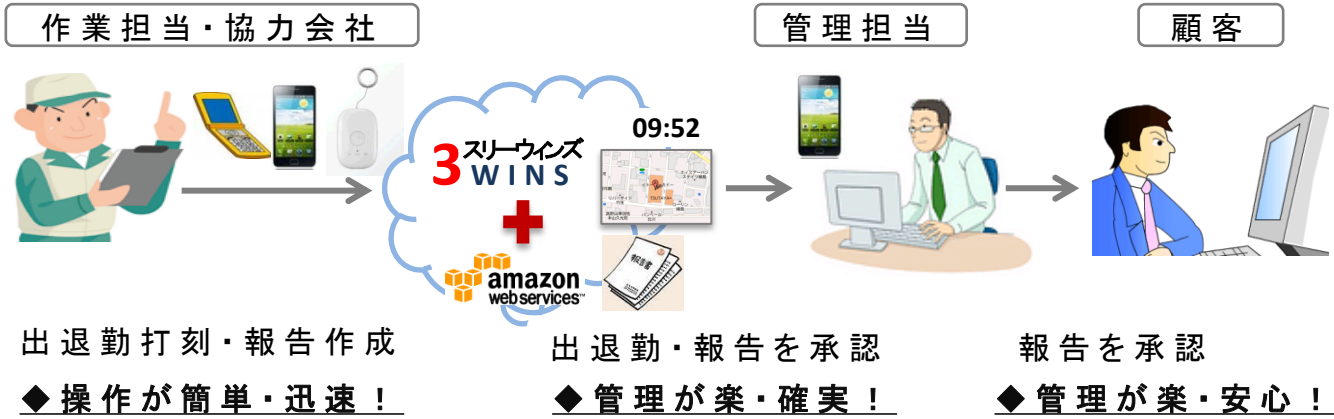 作業担当・協力会社
管理担当
顧客
3
スリーウィンズ
WINS
09:52
TSUTAYA
報告書
amazon
webservices™
出退勤打刻・報告作成
出退勤・報告を承認
報告を承認
◆操作が簡単・迅速！
◆管理が楽・確実！
◆管理が楽・安心！